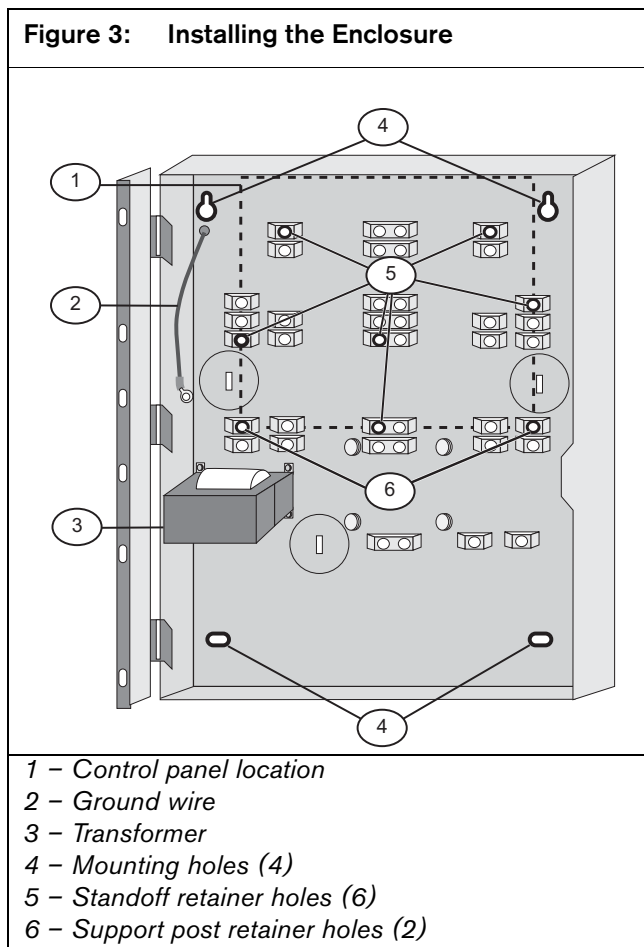 Figure 3: Installing the Enclosure
4
1
5
2
6
3
4
1 – Control panel location
2 – Ground wire
3 – Transformer
4 – Mounting holes (4)
5 – Standoff retainer holes (6)
6 – Support post retainer holes (2)